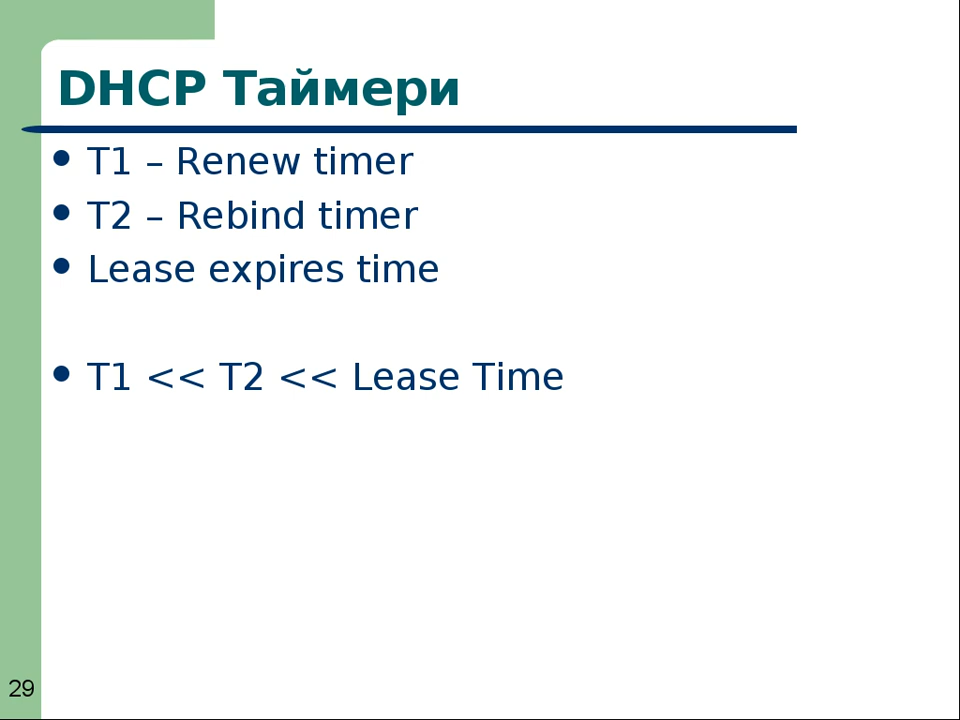 DHCP Таймери
T1 – Renew timer
T2 – Rebind timer
Lease expires time
T1 << T2 << Lease Time
29